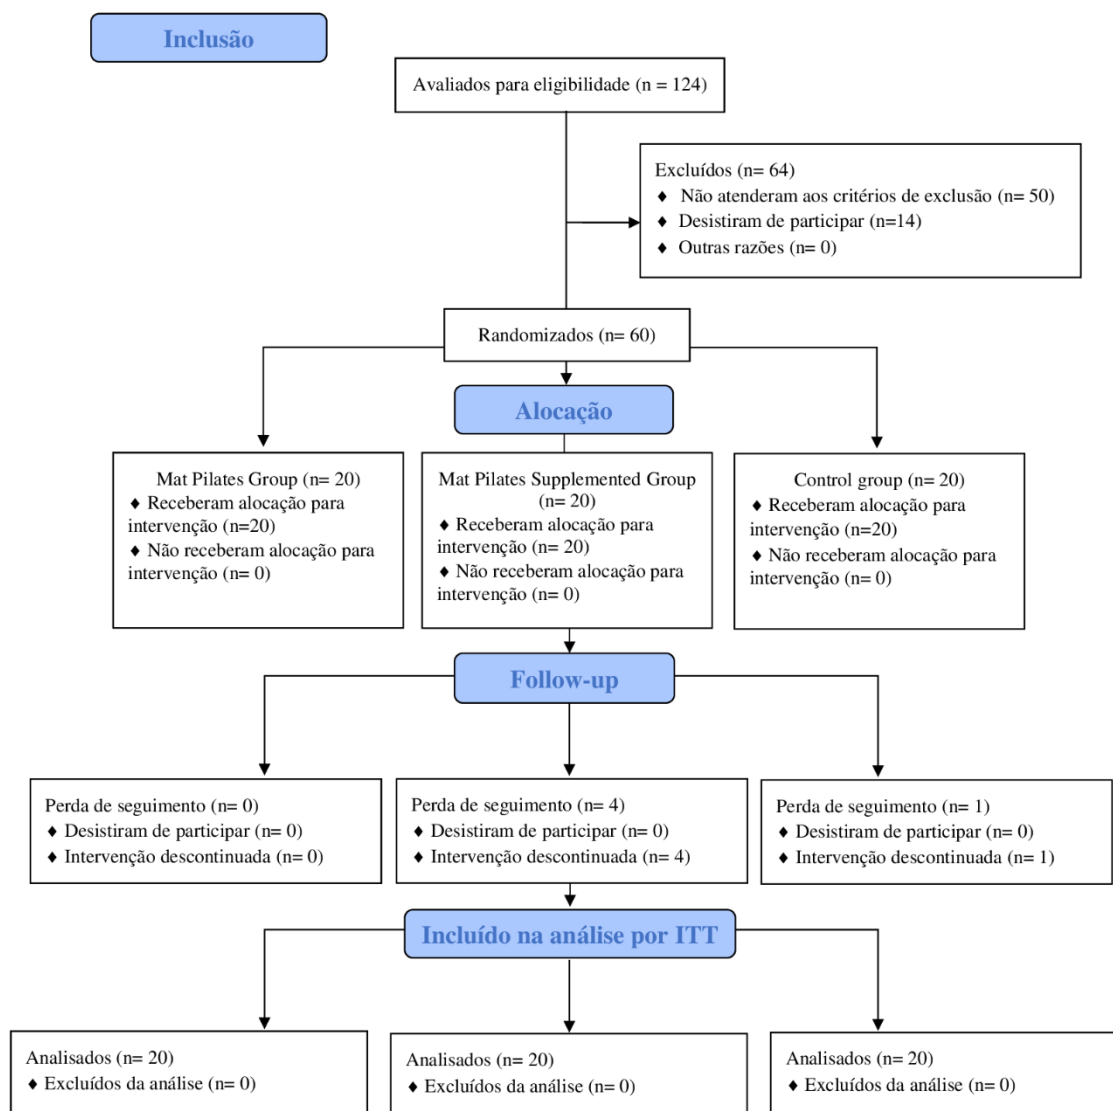 Inclusão
Avaliados para eligibilidade (n = 124)
Excluídos (n= 64)
♦ Não atenderam aos critérios de exclusão (n= 50)
♦ Desistiram de participar (n=14)
♦ Outras razões (n= 0)
Randomizados (n= 60)
Alocação
Mat Pilates Group (n= 20)
♦ Receberam alocação para
intervenção (n=20)
♦ Não receberam alocação para
intervenção (n= 0)
Mat Pilates Supplemented Group
(n= 20)
♦ Receberam alocação para
intervenção (n= 20)
♦ Não receberam alocação para
intervenção (n= 0)
Control group (n= 20)
♦ Receberam alocação para
intervenção (n=20)
♦ Não receberam alocação para
intervenção (n= 0)
Follow-up
Perda de seguimento (n= 0)
♦ Desistiram de participar (n= 0)
♦ Intervenção descontinuada (n= 0)
Perda de seguimento (n= 4)
♦ Desistiram de participar (n= 0)
♦ Intervenção descontinuada (n= 4)
Perda de seguimento (n= 1)
♦ Desistiram de participar (n= 0)
♦ Intervenção descontinuada (n= 1)
Incluído na análise por ITT
Analisados (n= 20)
♦ Excluídos da análise (n= 0)
Analisados (n= 20)
♦ Excluídos da análise (n= 0)
Analisados (n= 20)
♦ Excluídos da análise (n= 0)